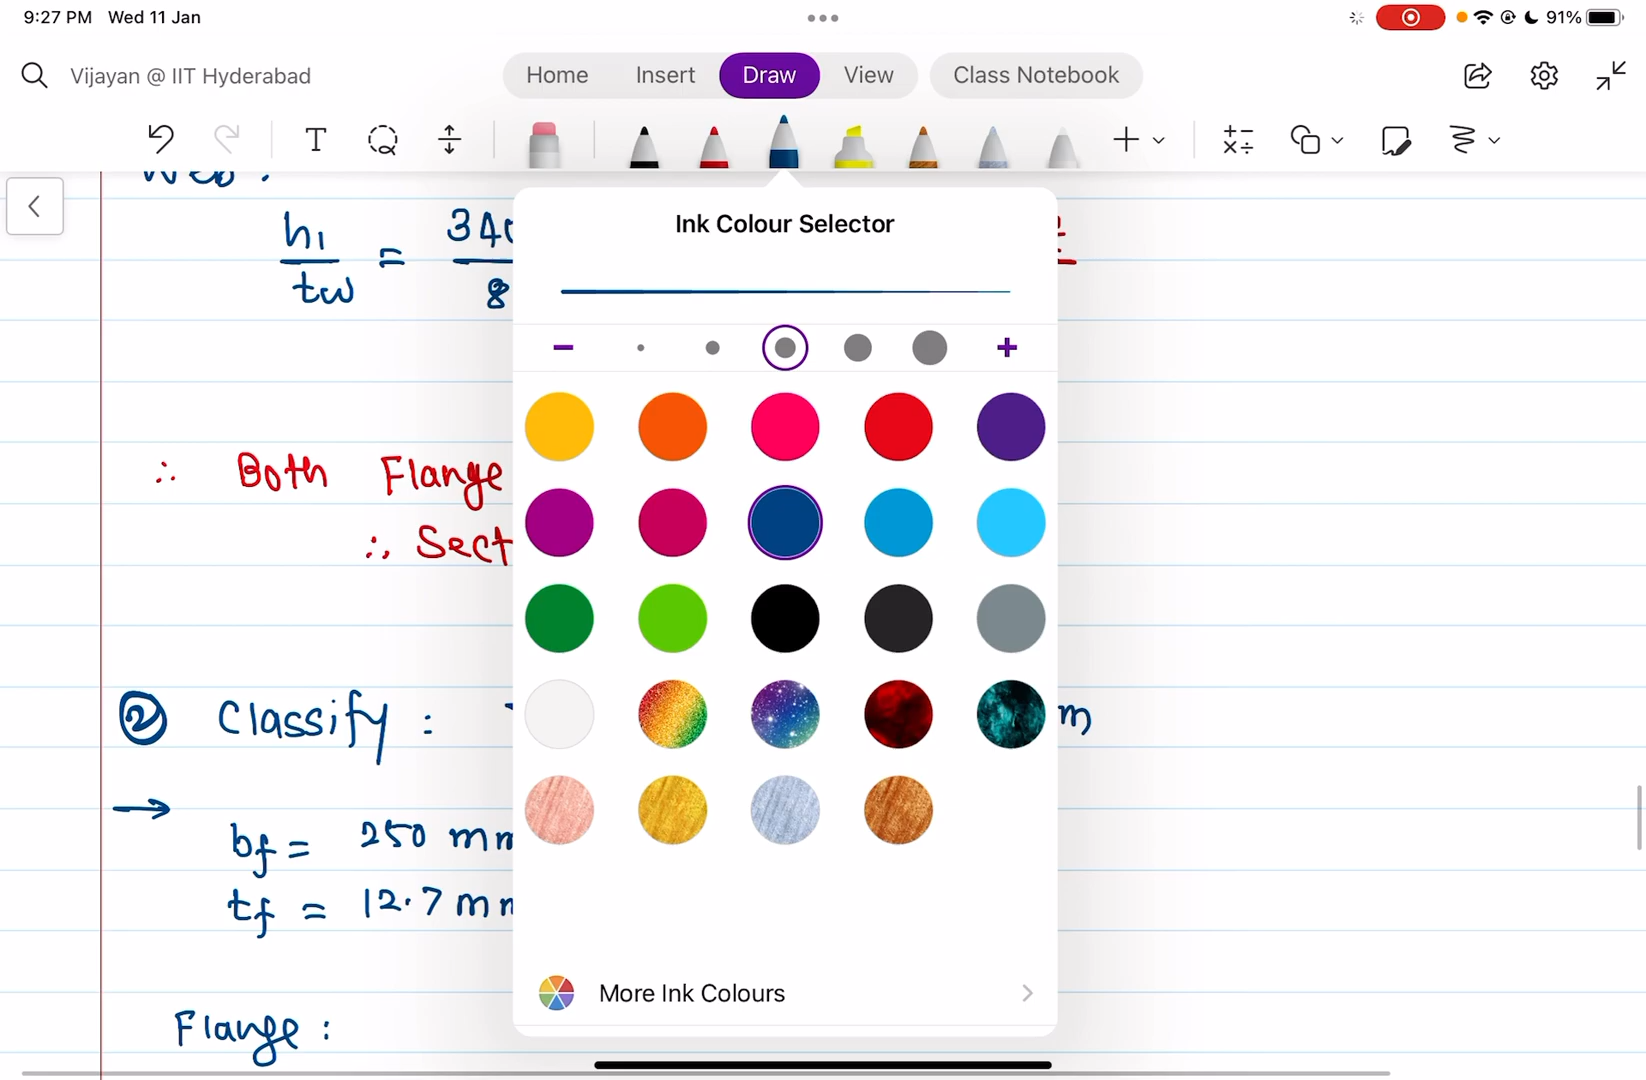 9:27 PM Wed 11 Jan
91%
Vijayan @ IIT Hyderabad
Home Insert Draw View Class Notebook
T
Web :
h1 / tw = 340 / 8
∴ Both Flange
∴ Sect
② Classify : m
→
bf = 250 mm
tf = 12.7 mm
Flange :
Ink Colour Selector
More Ink Colours